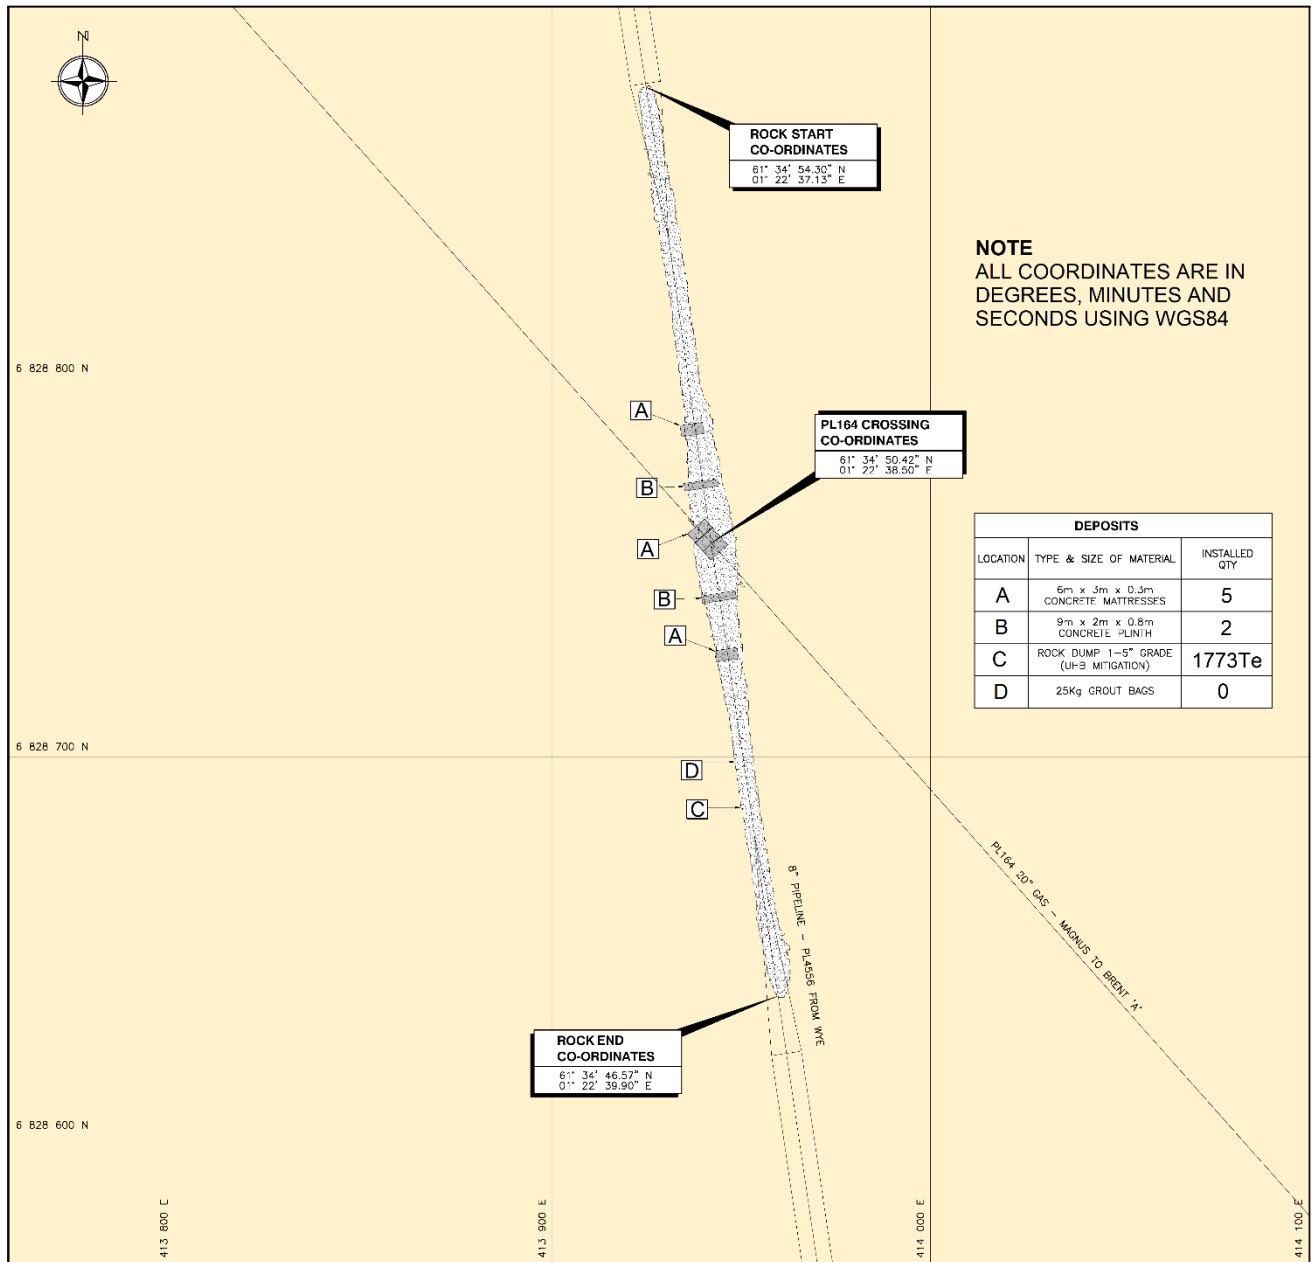 N
ROCK START
CO-ORDINATES
61° 34' 54.30" N
01° 22' 37.13" E
NOTE
ALL COORDINATES ARE IN
DEGREES, MINUTES AND
SECONDS USING WGS84
6 828 800 N
A
PL164 CROSSING
CO-ORDINATES
61° 34' 50.42" N
01° 22' 38.50" E
B
A
B
A
DEPOSITS
LOCATION TYPE & SIZE OF MATERIAL INSTALLED QTY
A 6m x 3m x 0.3m CONCRETE MATTRESSES 5
B 9m x 2m x 0.8m CONCRETE PLINTH 2
C ROCK DUMP 1-5" GRADE (UHB MITIGATION) 1773Te
D 25Kg GROUT BAGS 0
6 828 700 N
D
C
8" PIPELINE - PL4556 FROM WYE
PL164 20" GAS - MAGNUS TO BRENT 'A'
ROCK END
CO-ORDINATES
61° 34' 46.57" N
01° 22' 39.90" E
6 828 600 N
413 800 E
413 900 E
414 000 E
414 100 E